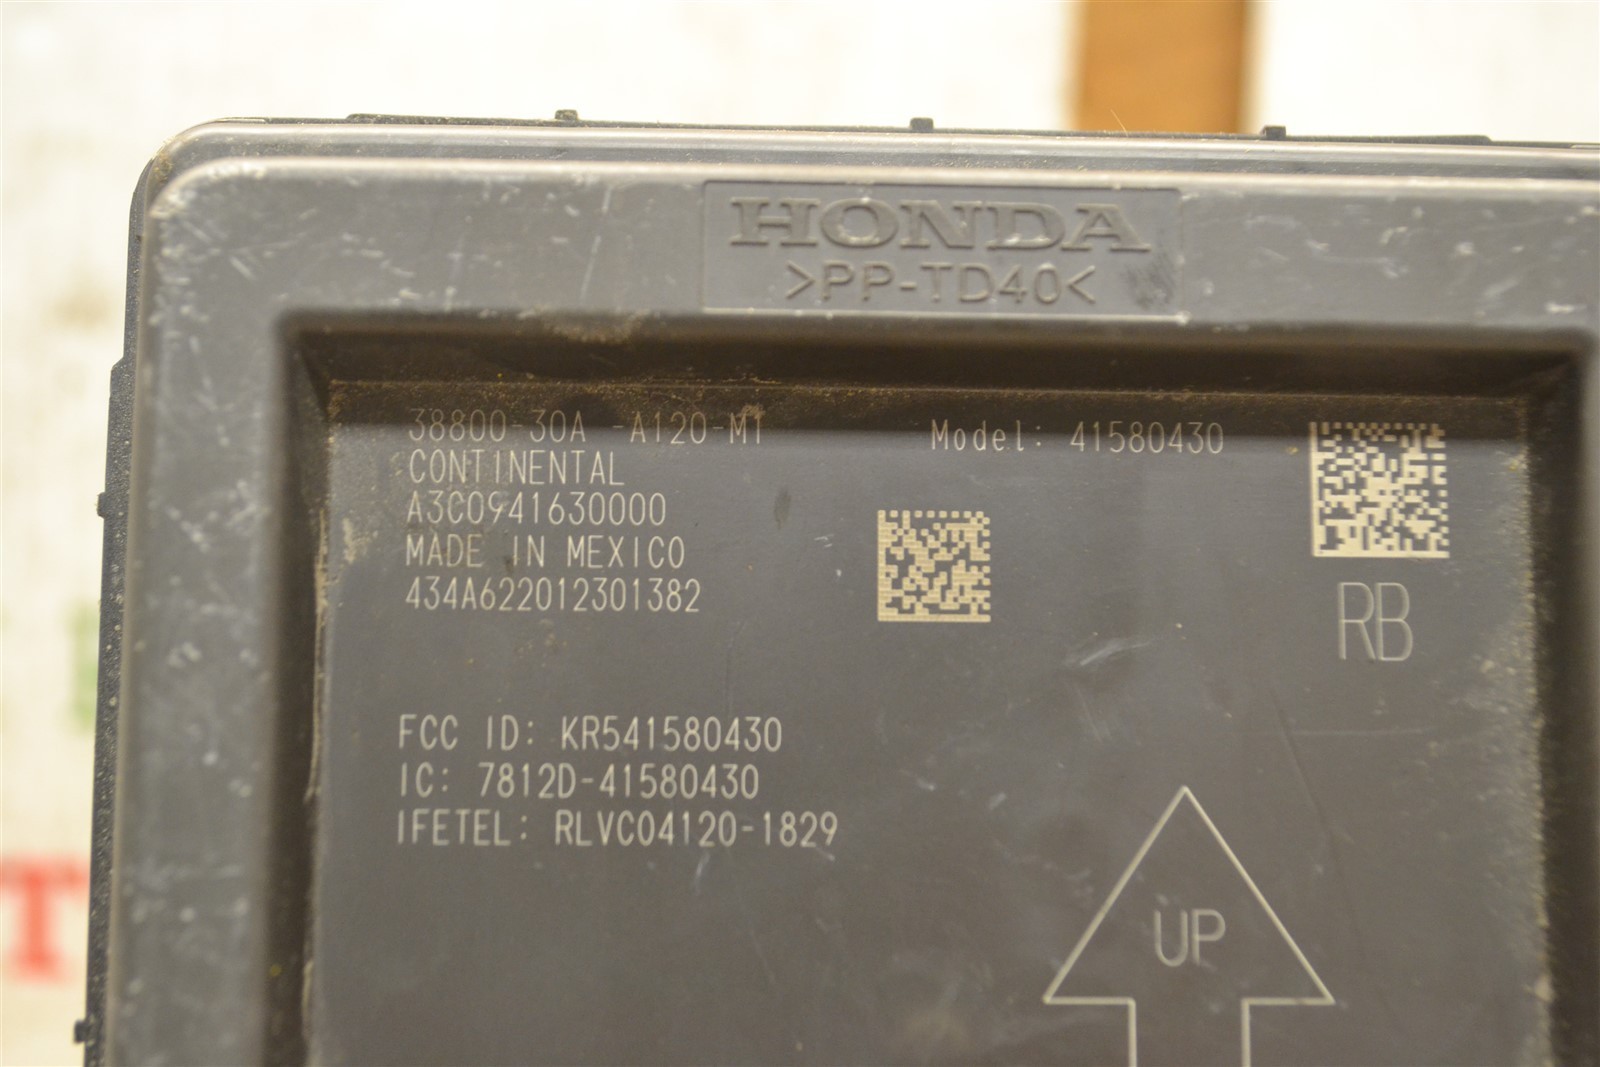 HONDA
>PP-TD40<
38800-30A -A120-M1
Model: 41580430
CONTINENTAL
A3C0941630000
MADE IN MEXICO
434A622012301382
RB
FCC ID: KR541580430
IC: 7812D-41580430
IFETEL: RLVC04120-1829
UP
T